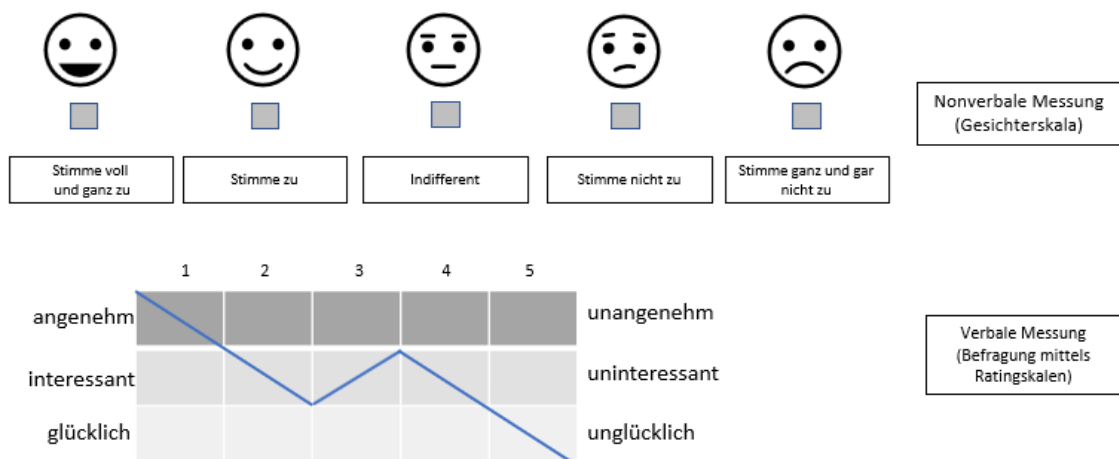 Nonverbale Messung
(Gesichterskala)
Stimme voll
und ganz zu
Stimme zu
Indifferent
Stimme nicht zu
Stimme ganz und gar
nicht zu
1 2 3 4 5
angenehm unangenehm
interessant uninteressant
glücklich unglücklich
Verbale Messung
(Befragung mittels
Ratingskalen)